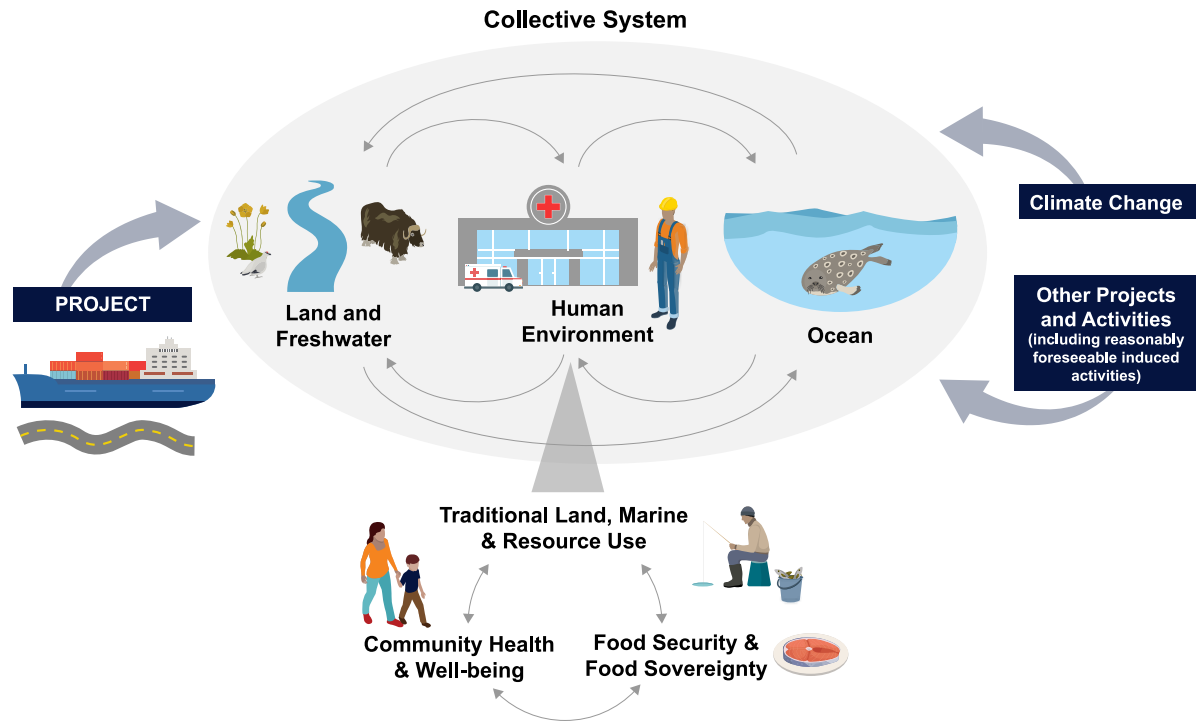 Collective System
Climate Change
PROJECT
Land and
Freshwater
Human
Environment
Ocean
Other Projects
and Activities
(including reasonably
foreseeable induced
activities)
Traditional Land, Marine
& Resource Use
Community Health
& Well-being
Food Security &
Food Sovereignty